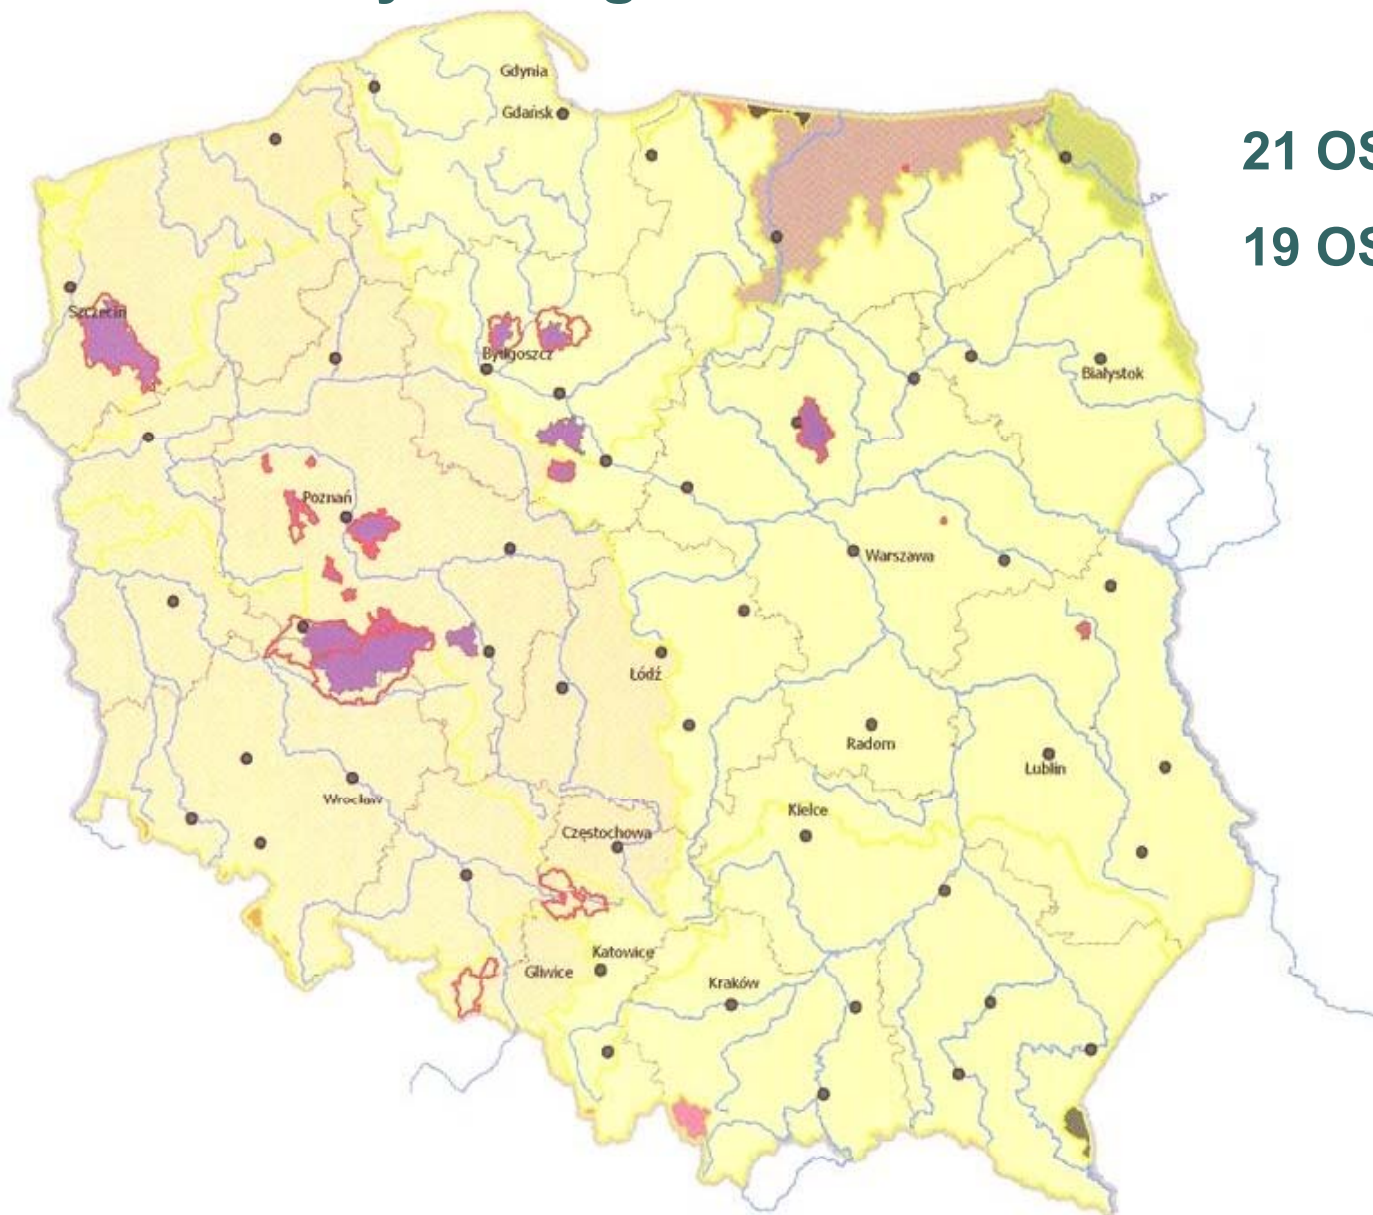 Gdynia
Gdańsk
21 OS
19 OS
Szczecin
Bydgoszcz
Białystok
Poznań
Warszawa
Łódź
Radom
Lublin
Wrocław
Kielce
Częstochowa
Katowice
Gliwice
Kraków